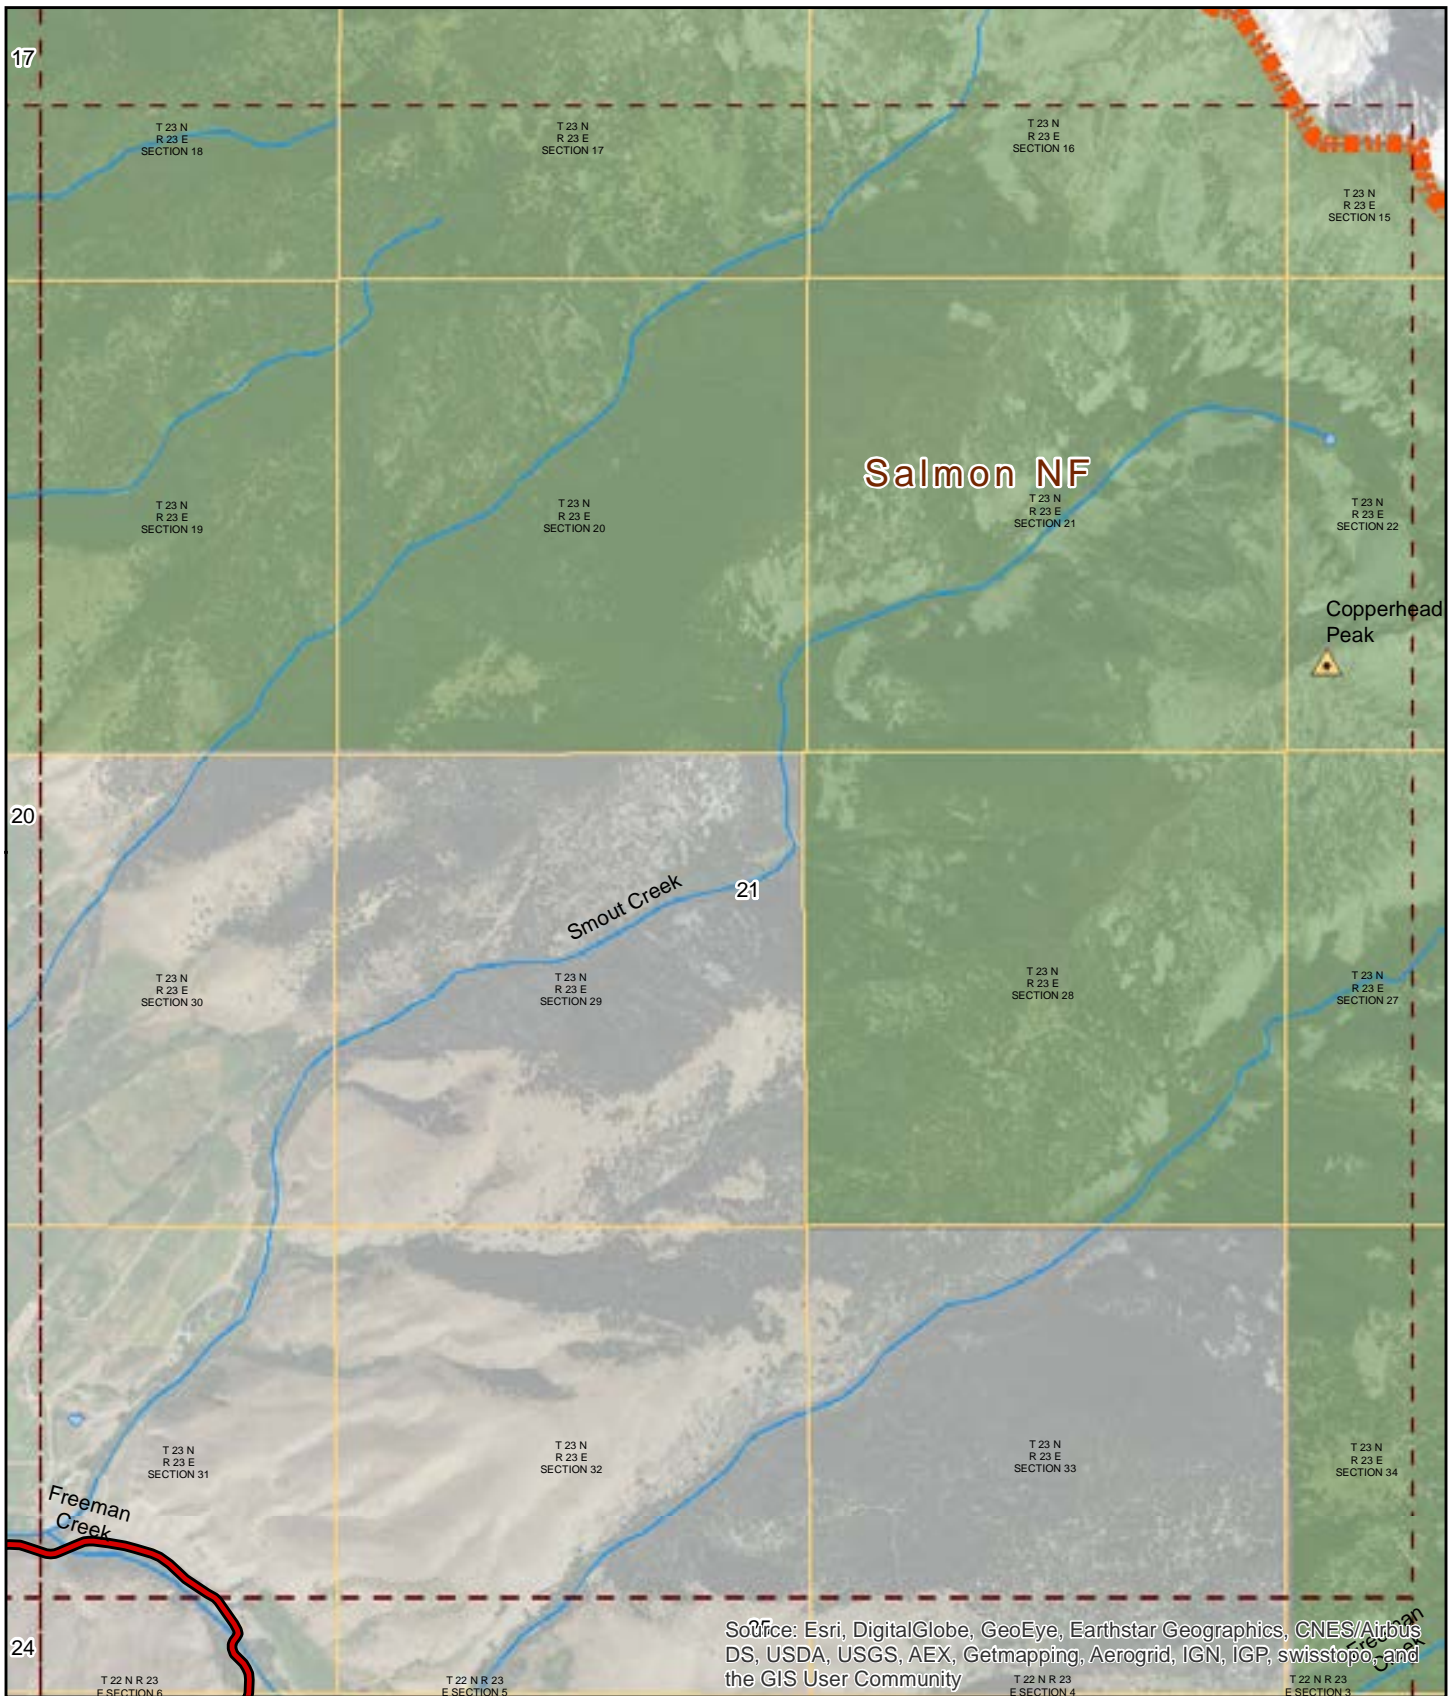 17
T 23 N
R 23 E
SECTION 18
T 23 N
R 23 E
SECTION 17
T 23 N
R 23 E
SECTION 16
T 23 N
R 23 E
SECTION 15
Salmon NF
T 23 N
R 23 E
SECTION 19
T 23 N
R 23 E
SECTION 20
T 23 N
R 23 E
SECTION 21
T 23 N
R 23 E
SECTION 22
Copperhead
Peak
20
21
Smout Creek
T 23 N
R 23 E
SECTION 30
T 23 N
R 23 E
SECTION 29
T 23 N
R 23 E
SECTION 28
T 23 N
R 23 E
SECTION 27
T 23 N
R 23 E
SECTION 31
T 23 N
R 23 E
SECTION 32
T 23 N
R 23 E
SECTION 33
T 23 N
R 23 E
SECTION 34
Freeman
Creek
24
25
Freeman
Creek
Source: Esri, DigitalGlobe, GeoEye, Earthstar Geographics, CNES/Airbus
DS, USDA, USGS, AEX, Getmapping, Aerogrid, IGN, IGP, swisstopo, and
the GIS User Community
T 22 N R 23
E SECTION 6
T 22 N R 23
E SECTION 5
T 22 N R 23
E SECTION 4
T 22 N R 23
E SECTION 3